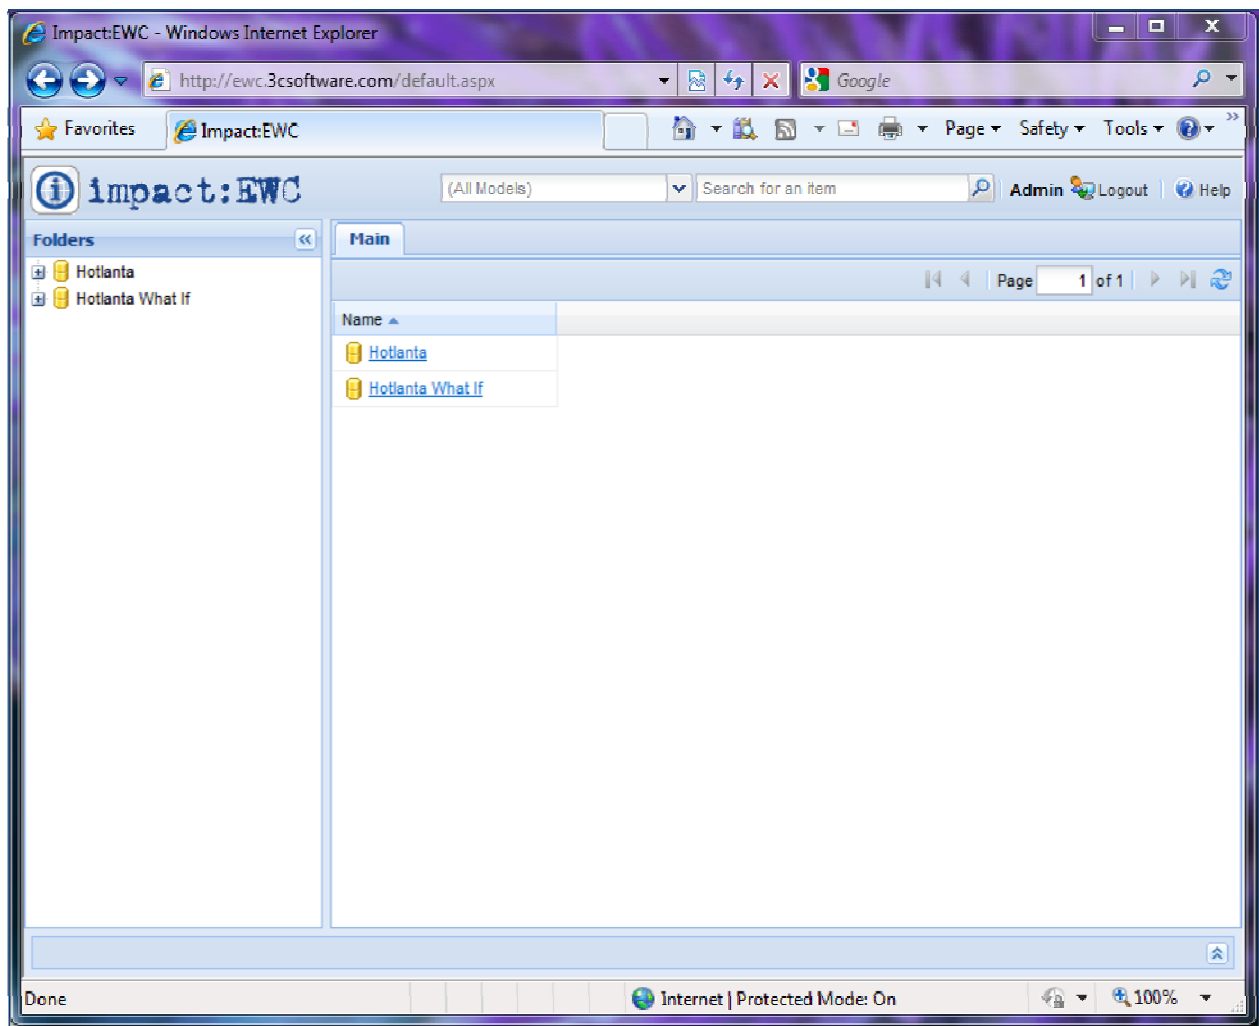 Impact:EWC - Windows Internet Explorer
http://ewc.3csoftware.com/default.aspx Google
Favorites Impact:EWC Page Safety Tools »
impact:EWC (All Models) Search for an item Admin Logout Help
Folders Main
Hotlanta
Hotlanta What If
Page 1 of 1
Name
Hotlanta
Hotlanta What If
Done Internet | Protected Mode: On 100%